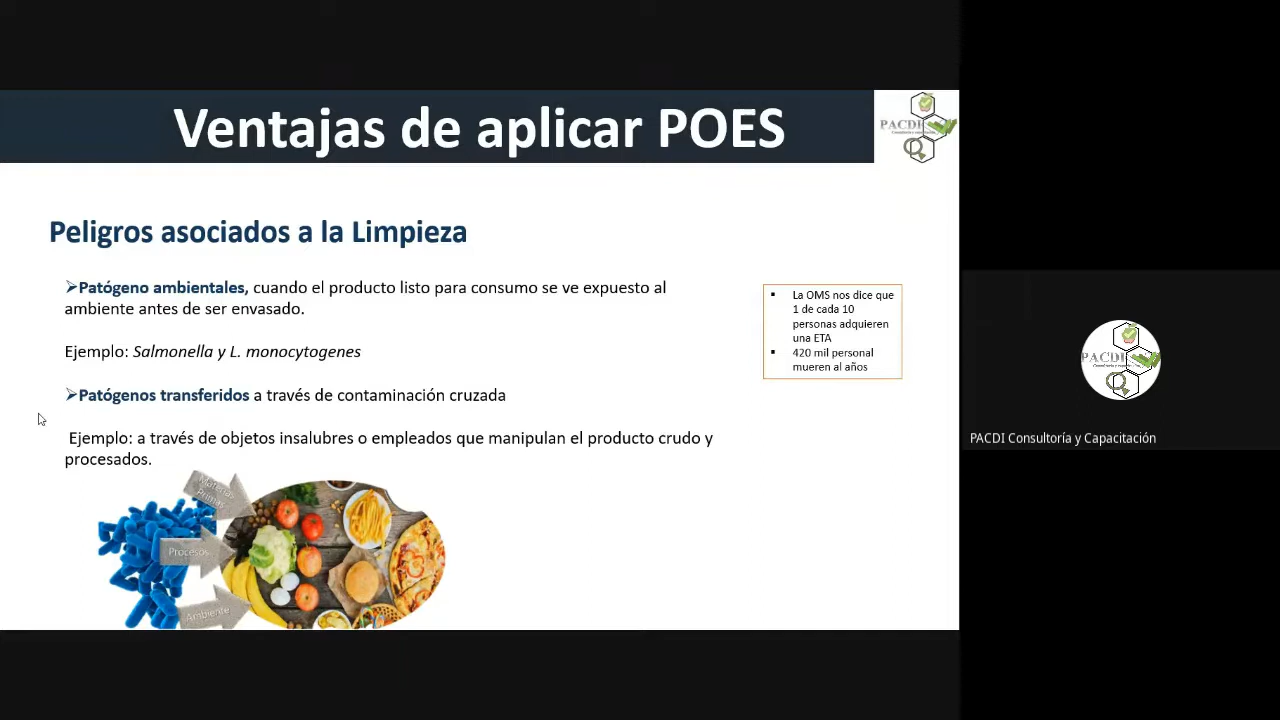 Ventajas de aplicar POES
PACDI
Peligros asociados a la Limpieza
➢Patógeno ambientales, cuando el producto listo para consumo se ve expuesto al
ambiente antes de ser envasado.
Ejemplo: Salmonella y L. monocytogenes
➢Patógenos transferidos a través de contaminación cruzada
Ejemplo: a través de objetos insalubres o empleados que manipulan el producto crudo y
procesados.
▪ La OMS nos dice que
1 de cada 10
personas adquieren
una ETA
▪ 420 mil personal
mueren al años
Materias
Primas
Procesos
Ambiente
PACDI
PACDI Consultoría y Capacitación